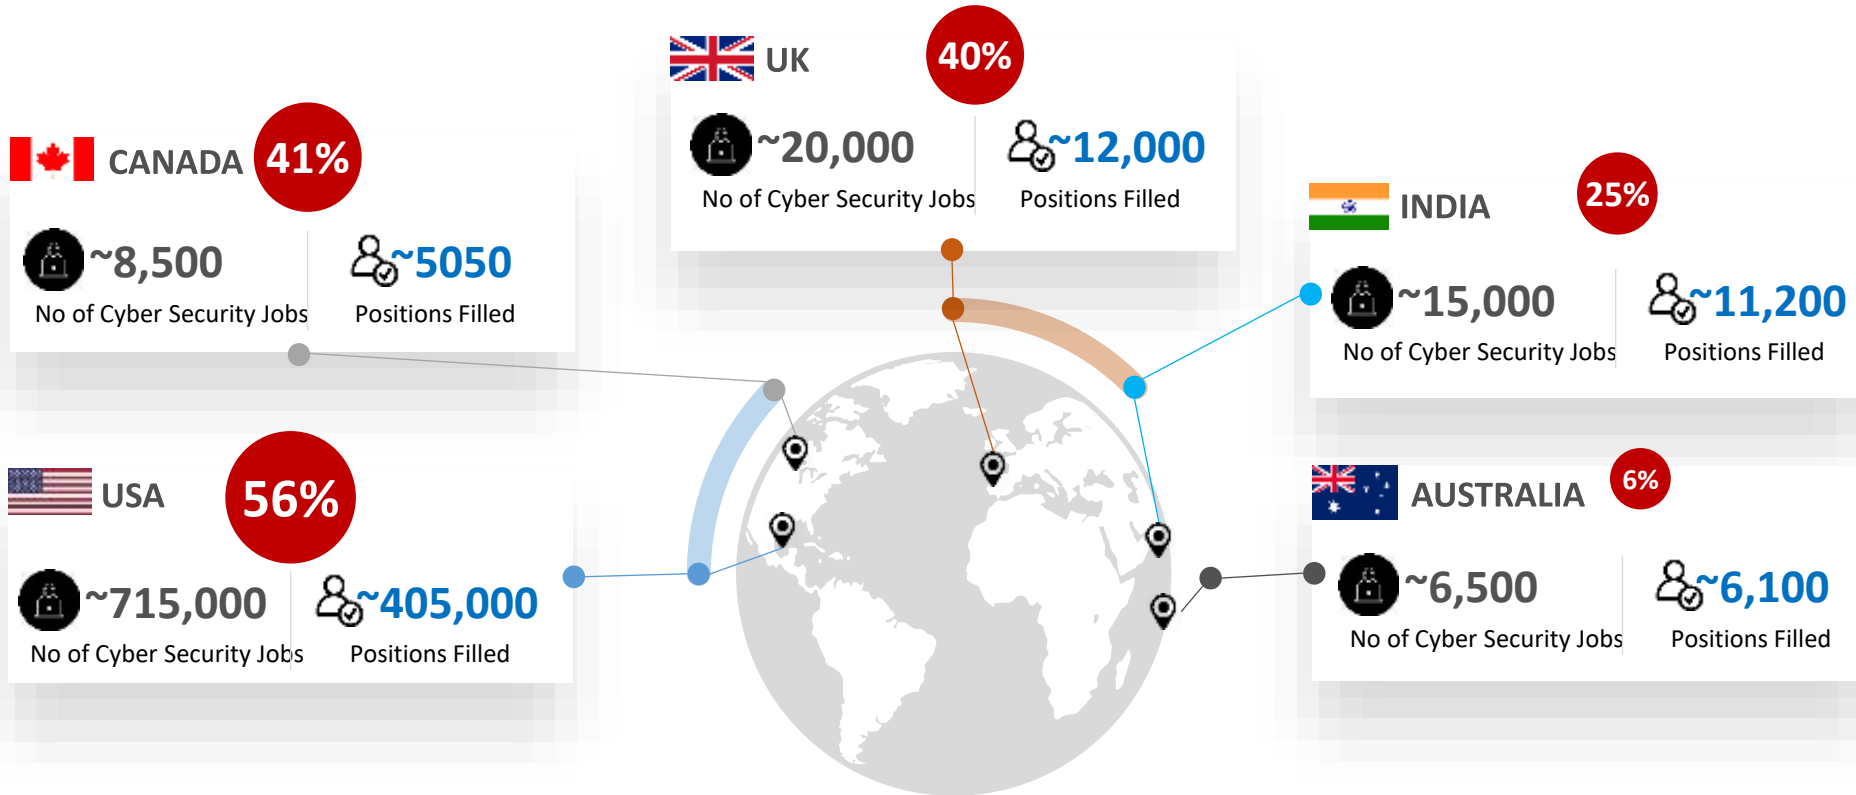 UK
40%
~20,000
~12,000
No of Cyber Security Jobs
Positions Filled
CANADA
41%
~8,500
~5050
No of Cyber Security Jobs
Positions Filled
INDIA
25%
~15,000
~11,200
No of Cyber Security Jobs
Positions Filled
USA
56%
~715,000
~405,000
No of Cyber Security Jobs
Positions Filled
AUSTRALIA
6%
~6,500
~6,100
No of Cyber Security Jobs
Positions Filled